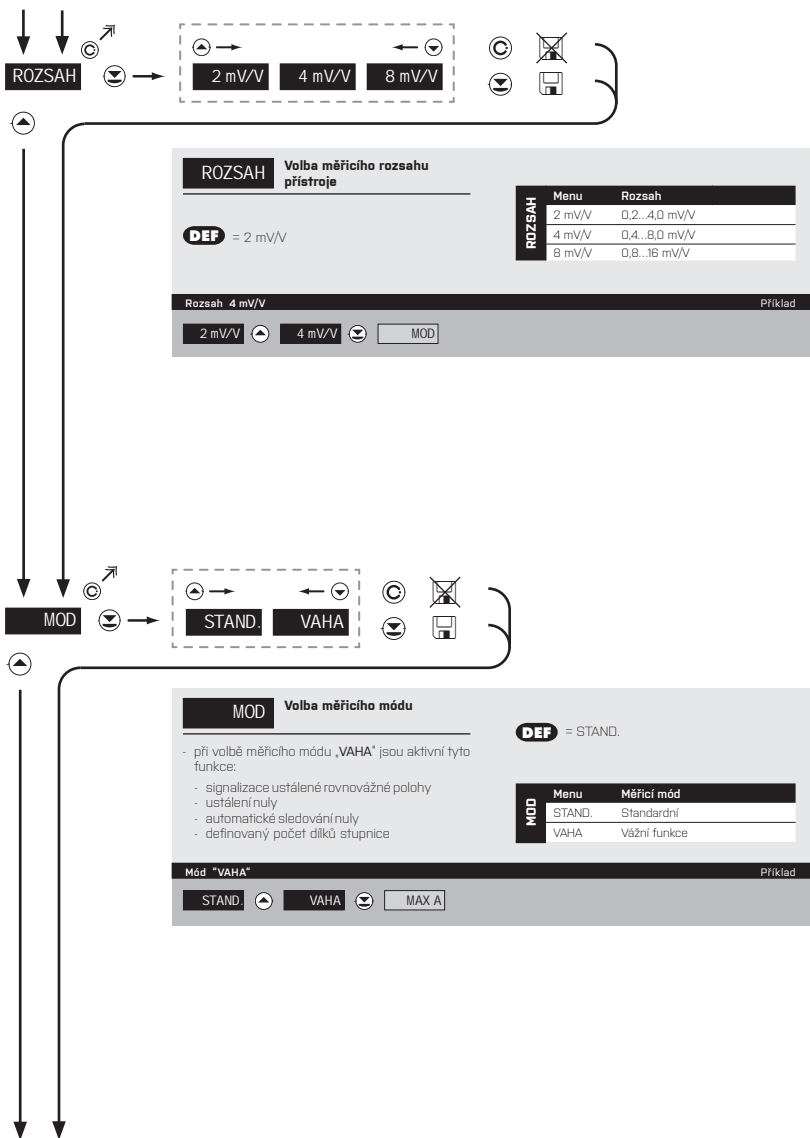 ROZSAH
2 mV/V 4 mV/V 8 mV/V
ROZSAH
Volba měřicího rozsahu
přístroje
DEF = 2 mV/V
ROZSAH
Menu Rozsah
2 mV/V 0,2...4,0 mV/V
4 mV/V 0,4...8,0 mV/V
8 mV/V 0,8...16 mV/V
Rozsah 4 mV/V Příklad
2 mV/V 4 mV/V MOD
MOD
STAND. VAHA
MOD
Volba měřicího módu
- při volbě měřicího módu „VAHA" jsou aktivní tyto
funkce:
- signalizace ustálené rovnovážné polohy
- ustálení nuly
- automatické sledování nuly
- definovaný počet dílků stupnice
DEF = STAND.
MOD
Menu Měřicí mód
STAND. Standardní
VAHA Vážní funkce
Mód "VAHA" Příklad
STAND. VAHA MAX A